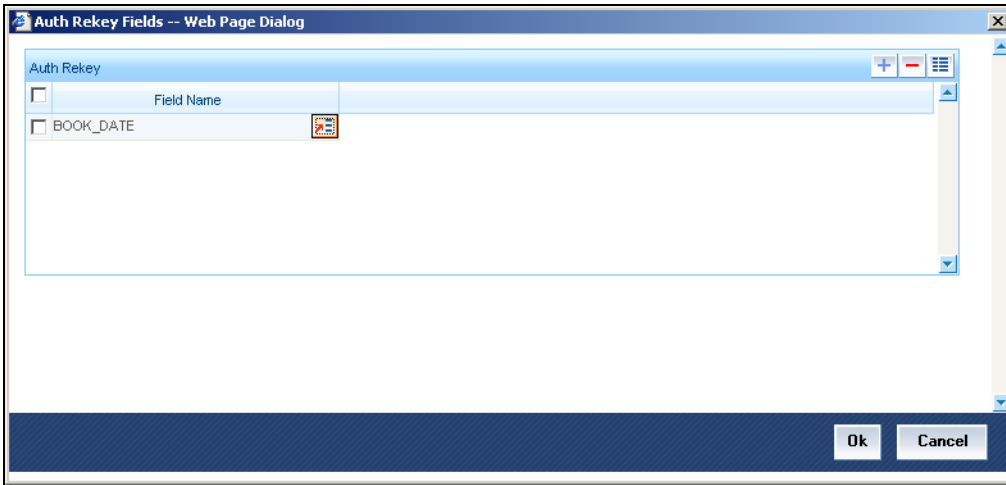 Auth Rekey Fields -- Web Page Dialog
Auth Rekey
Field Name
BOOK_DATE
Ok Cancel